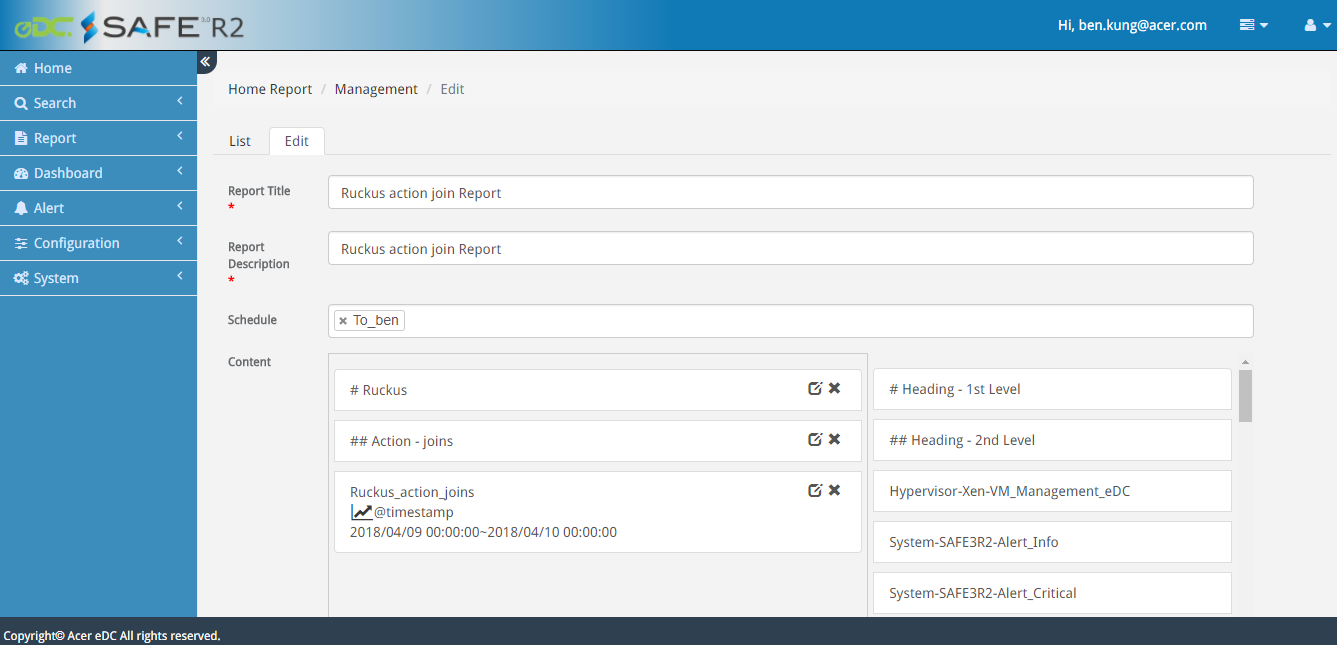 eDC SAFE 3.0 R2
Hi, ben.kung@acer.com
Home
Search
Report
Dashboard
Alert
Configuration
System
Home Report / Management / Edit
List
Edit
Report Title
*
Ruckus action join Report
Report
Description
*
Ruckus action join Report
Schedule
× To_ben
Content
# Ruckus
## Action - joins
Ruckus_action_joins
@timestamp
2018/04/09 00:00:00~2018/04/10 00:00:00
# Heading - 1st Level
## Heading - 2nd Level
Hypervisor-Xen-VM_Management_eDC
System-SAFE3R2-Alert_Info
System-SAFE3R2-Alert_Critical
Copyright© Acer eDC All rights reserved.